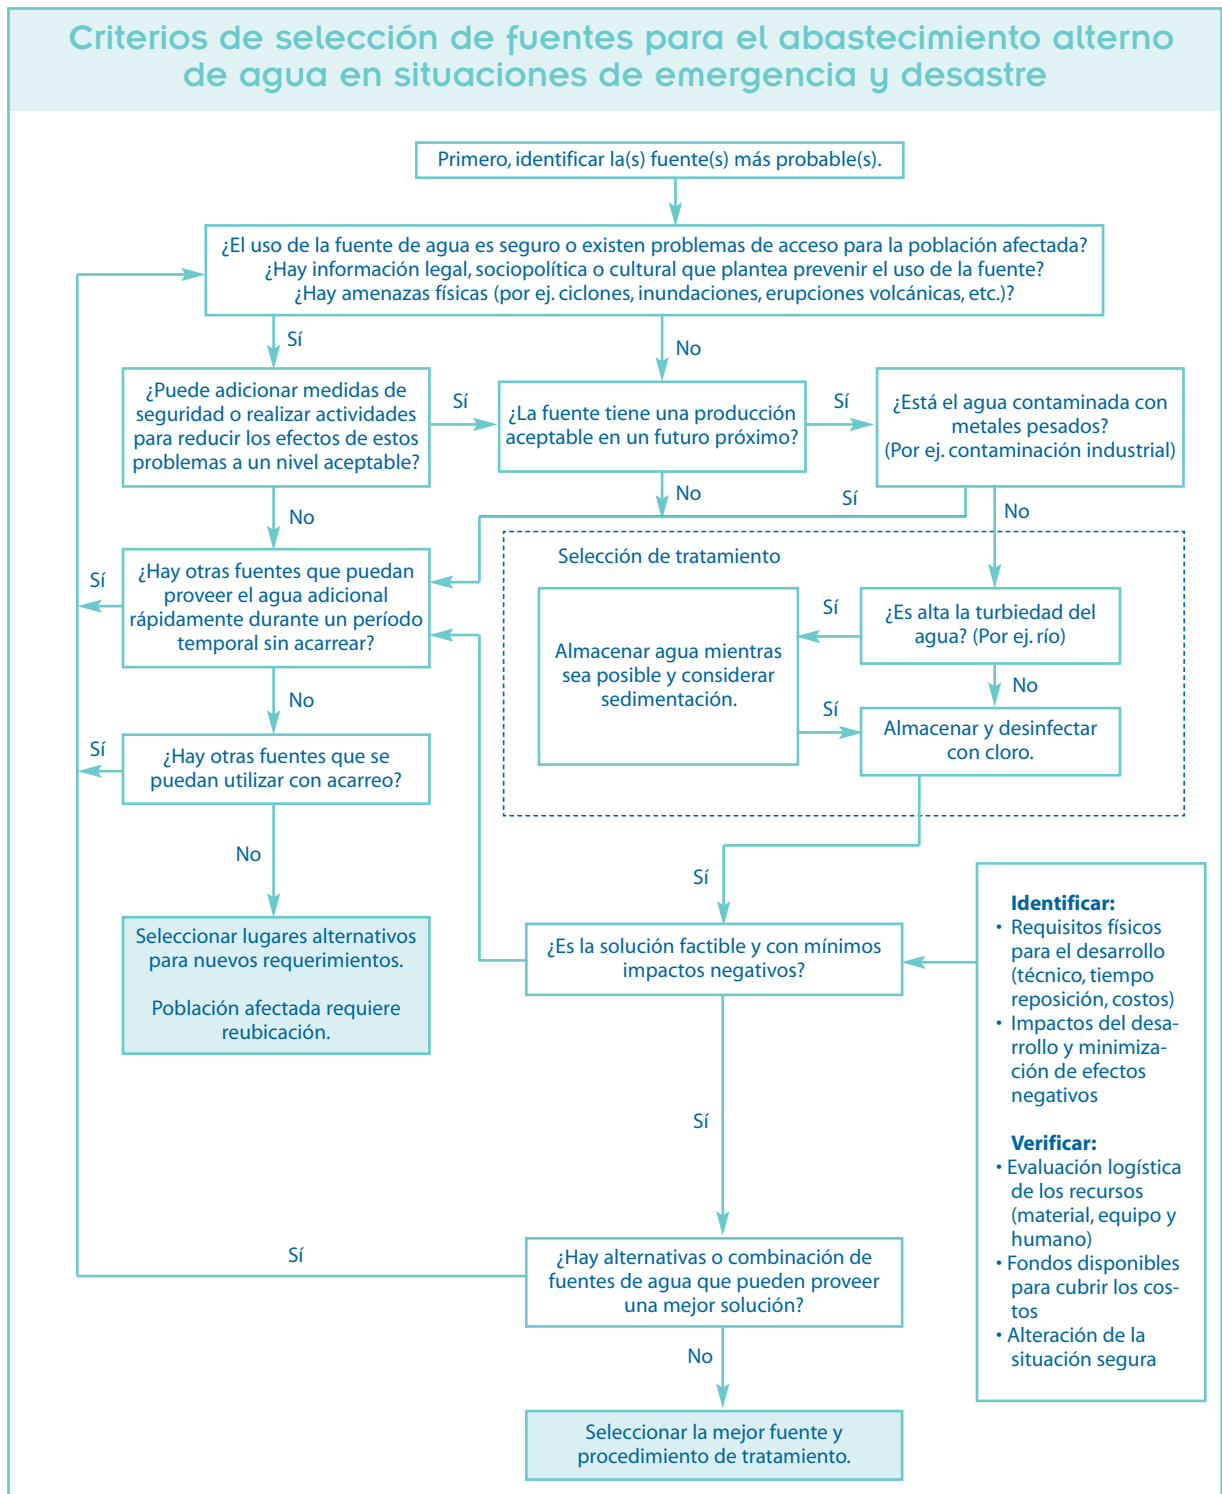 Criterios de selección de fuentes para el abastecimiento alterno
de agua en situaciones de emergencia y desastre
Primero, identificar la(s) fuente(s) más probable(s).
¿El uso de la fuente de agua es seguro o existen problemas de acceso para la población afectada?
¿Hay información legal, sociopolítica o cultural que plantea prevenir el uso de la fuente?
¿Hay amenazas físicas (por ej. ciclones, inundaciones, erupciones volcánicas, etc.)?
Sí
No
¿Puede adicionar medidas de
seguridad o realizar actividades
para reducir los efectos de estos
problemas a un nivel aceptable?
Sí
¿La fuente tiene una producción
aceptable en un futuro próximo?
Sí
¿Está el agua contaminada con
metales pesados?
(Por ej. contaminación industrial)
No
No
Sí
No
Selección de tratamiento
¿Hay otras fuentes que puedan
proveer el agua adicional
rápidamente durante un período
temporal sin acarrear?
Sí
Almacenar agua mientras
sea posible y considerar
sedimentación.
Sí
¿Es alta la turbiedad del
agua? (Por ej. río)
No
No
Sí
Almacenar y desinfectar
con cloro.
Sí
¿Hay otras fuentes que se
puedan utilizar con acarreo?
No
Sí
Seleccionar lugares alternativos
para nuevos requerimientos.
Población afectada requiere
reubicación.
¿Es la solución factible y con mínimos
impactos negativos?
Identificar:
• Requisitos físicos
para el desarrollo
(técnico, tiempo
reposición, costos)
• Impactos del desa-
rrollo y minimiza-
ción de efectos
negativos
Verificar:
• Evaluación logística
de los recursos
(material, equipo y
humano)
• Fondos disponibles
para cubrir los cos-
tos
• Alteración de la
situación segura
Sí
Sí
¿Hay alternativas o combinación de
fuentes de agua que pueden proveer
una mejor solución?
No
Seleccionar la mejor fuente y
procedimiento de tratamiento.